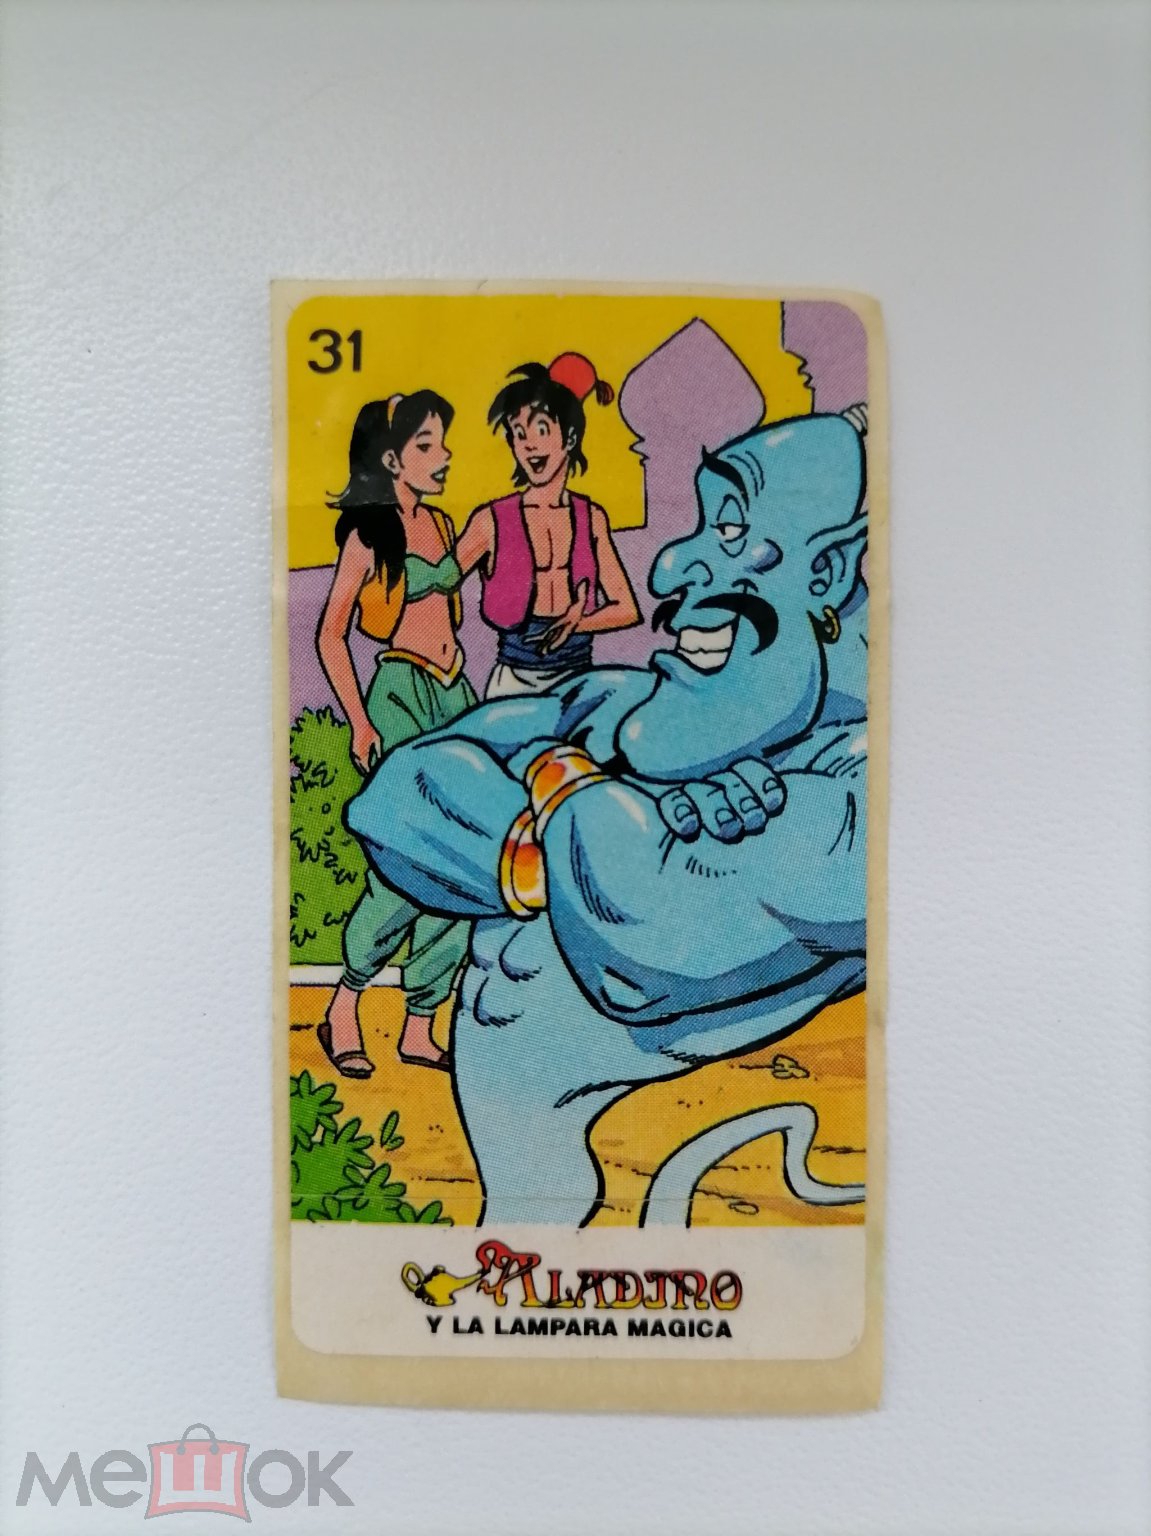 31
ALADINO
Y LA LAMPARA MAGICA
мешок